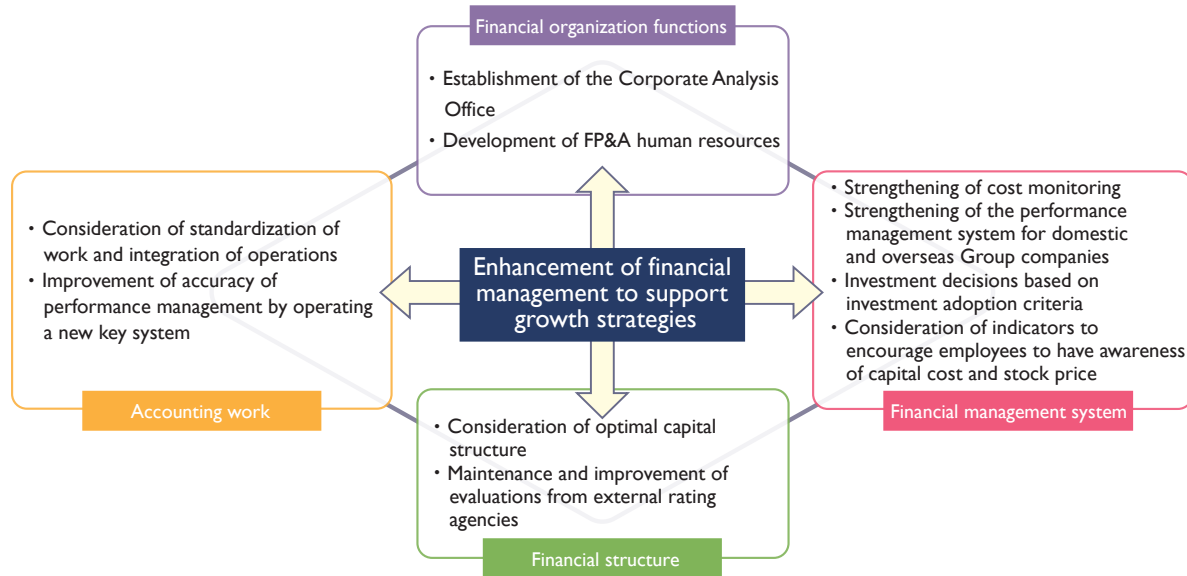 Financial organization functions
・Establishment of the Corporate Analysis
Office
・Development of FP&A human resources
・Consideration of standardization of
work and integration of operations
・Improvement of accuracy of
performance management by operating
a new key system
Accounting work
Enhancement of financial
management to support
growth strategies
・Strengthening of cost monitoring
・Strengthening of the performance
management system for domestic
and overseas Group companies
・Investment decisions based on
investment adoption criteria
・Consideration of indicators to
encourage employees to have awareness
of capital cost and stock price
Financial management system
・Consideration of optimal capital
structure
・Maintenance and improvement of
evaluations from external rating
agencies
Financial structure